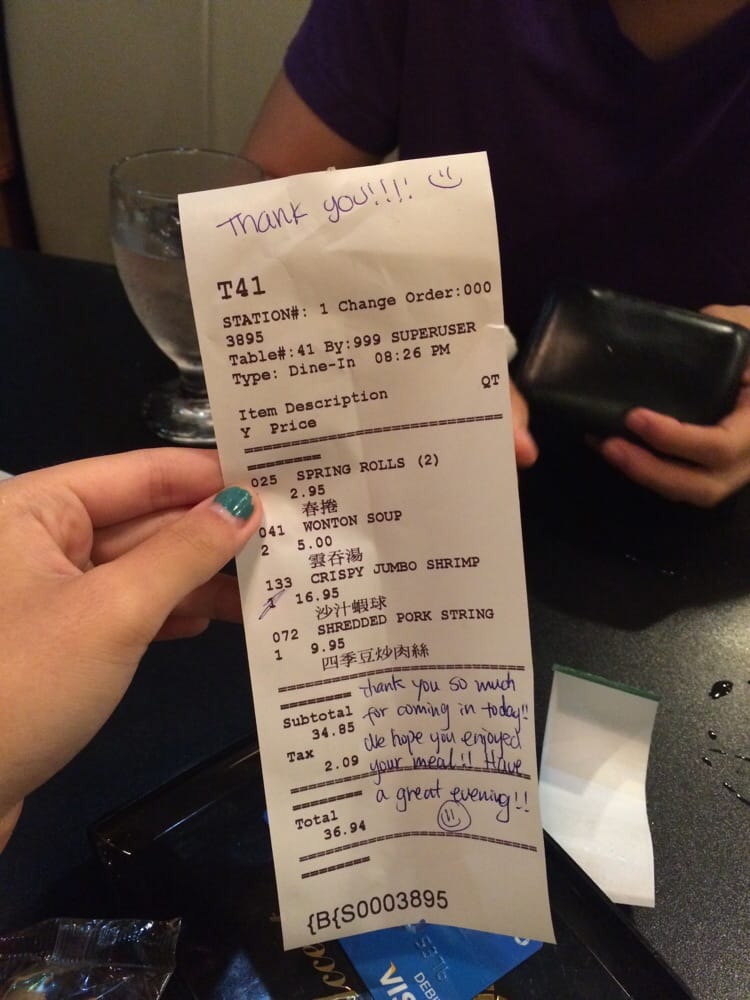 Thank you!!!! :)
T41
STATION#: 1 Change Order:000
3895
Table#:41 By:999 SUPERUSER
Type: Dine-In 08:26 PM
Item Description QT
Y Price
025 SPRING ROLLS (2)
2.95
春捲
041 WONTON SOUP
2 5.00
雲吞湯
133 CRISPY JUMBO SHRIMP
1 16.95
沙汁蝦球
072 SHREDDED PORK STRING
1 9.95
四季豆炒肉絲
Subtotal
34.85
Tax
2.09
Thank you so much
for coming in today!!
We hope you enjoyed
your meal!! Have
a great evening!!
Total
36.94
{B{S0003895
5376
VIS
DEBI